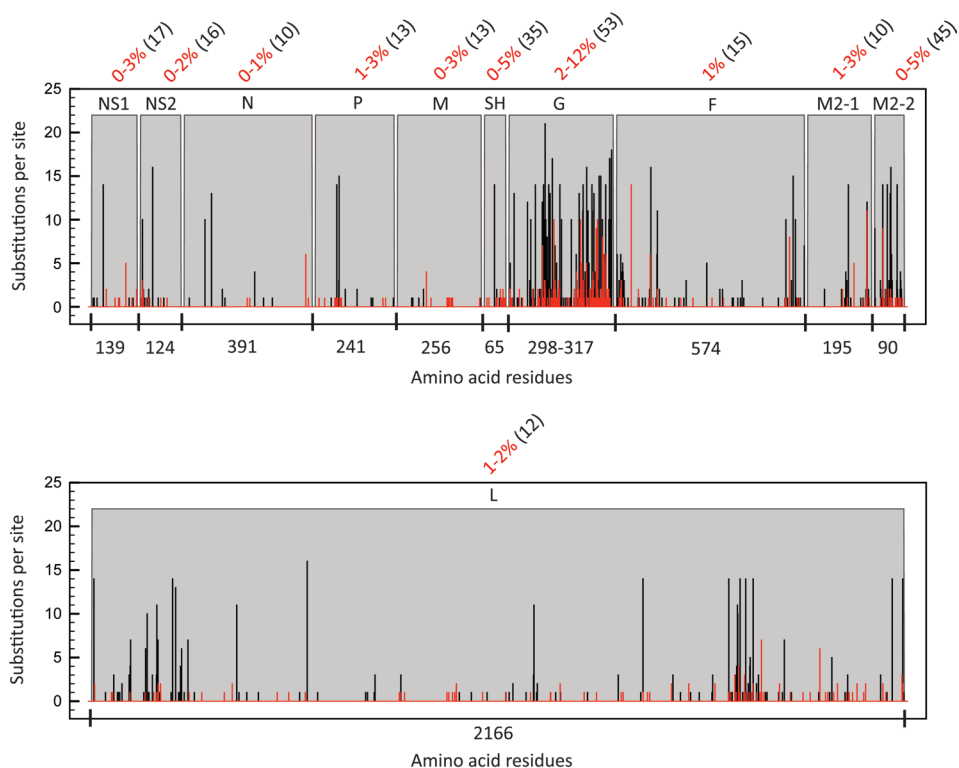 0-3% (17) 0-2% (16) 0-1% (10) 1-3% (13) 0-3% (13) 0-5% (35) 2-12% (53) 1% (15) 1-3% (10) 0-5% (45)
NS1 NS2 N P M SH G F M2-1 M2-2
Substitutions per site
25
20
15
10
5
0
139 124 391 241 256 65 298-317 574 195 90
Amino acid residues
1-2% (12)
L
Substitutions per site
25
20
15
10
5
0
2166
Amino acid residues